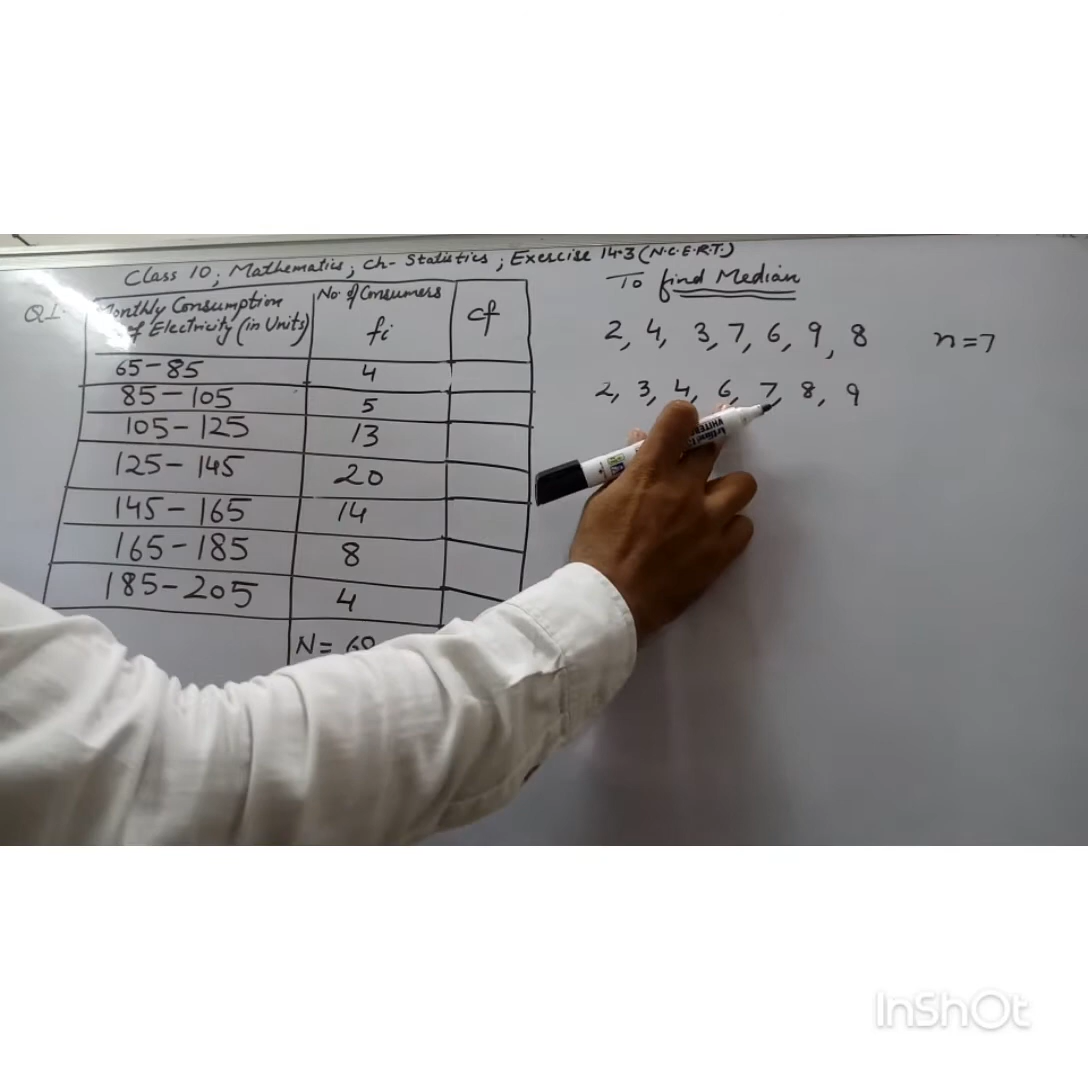 Class 10; Mathematics; Ch- Statistics; Exercise 14.3 (N.C.E.R.T.)
Q1. Monthly Consumption of Electricity (in Units)
No. of Consumers fi
cf
65-85 4
85-105 5
105-125 13
125-145 20
145-165 14
165-185 8
185-205 4
N = 68
To find Median
2, 4, 3, 7, 6, 9, 8 n=7
2, 3, 4, 6, 7, 8, 9
InShOt